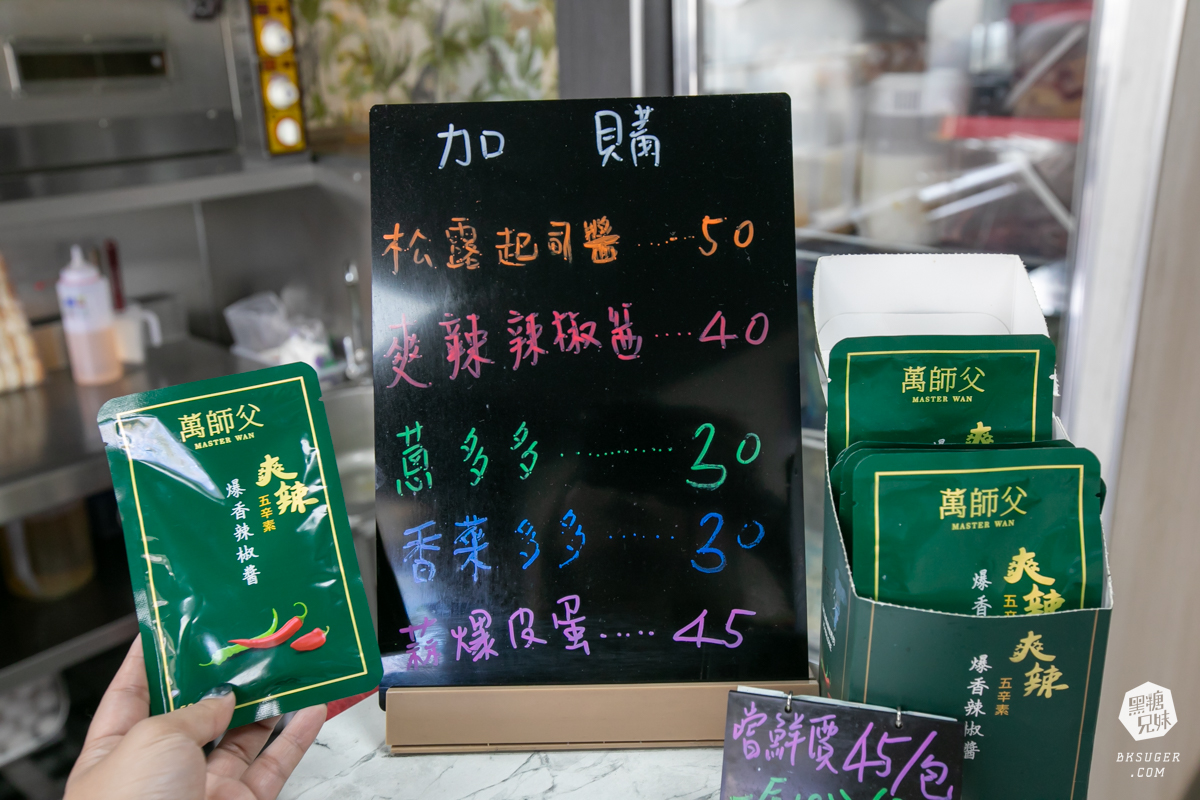 加 購
松露起司醬......50
爽辣辣椒醬......40
蔥多多............30
香菜多多......30
蒜爆皮蛋.....45
萬師父
MASTER WAN
爽辣
五辛素
爆香辣椒醬
萬師父
MASTER WAN
爽
爆
萬師父
MASTER WAN
爽辣
五
爆香
爽辣
五辛素
爆香辣椒醬
嘗鮮價45/包
黑糖
兄妹
BKSUGER
.COM